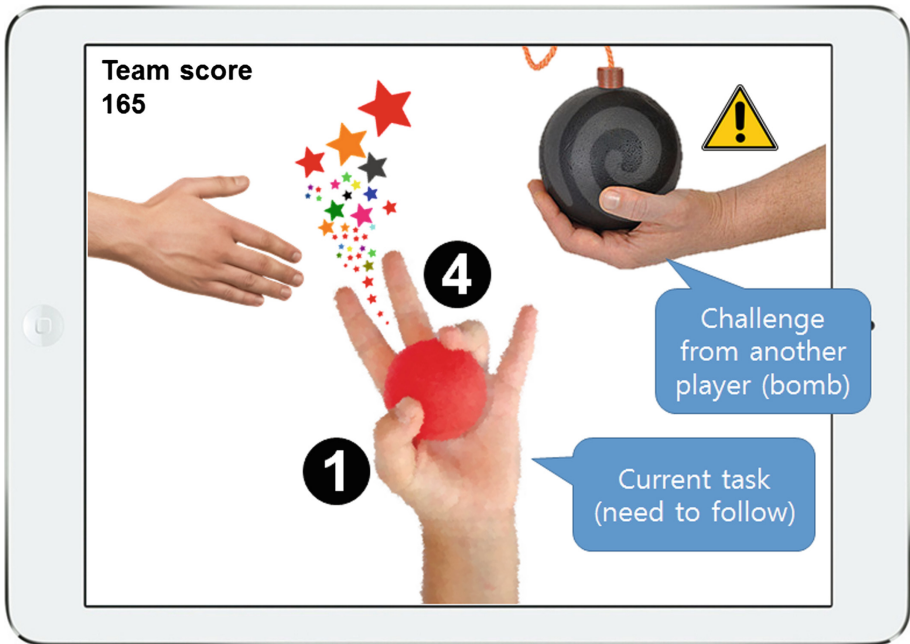 Team score
165
4
Challenge
from another
player (bomb)
1
Current task
(need to follow)